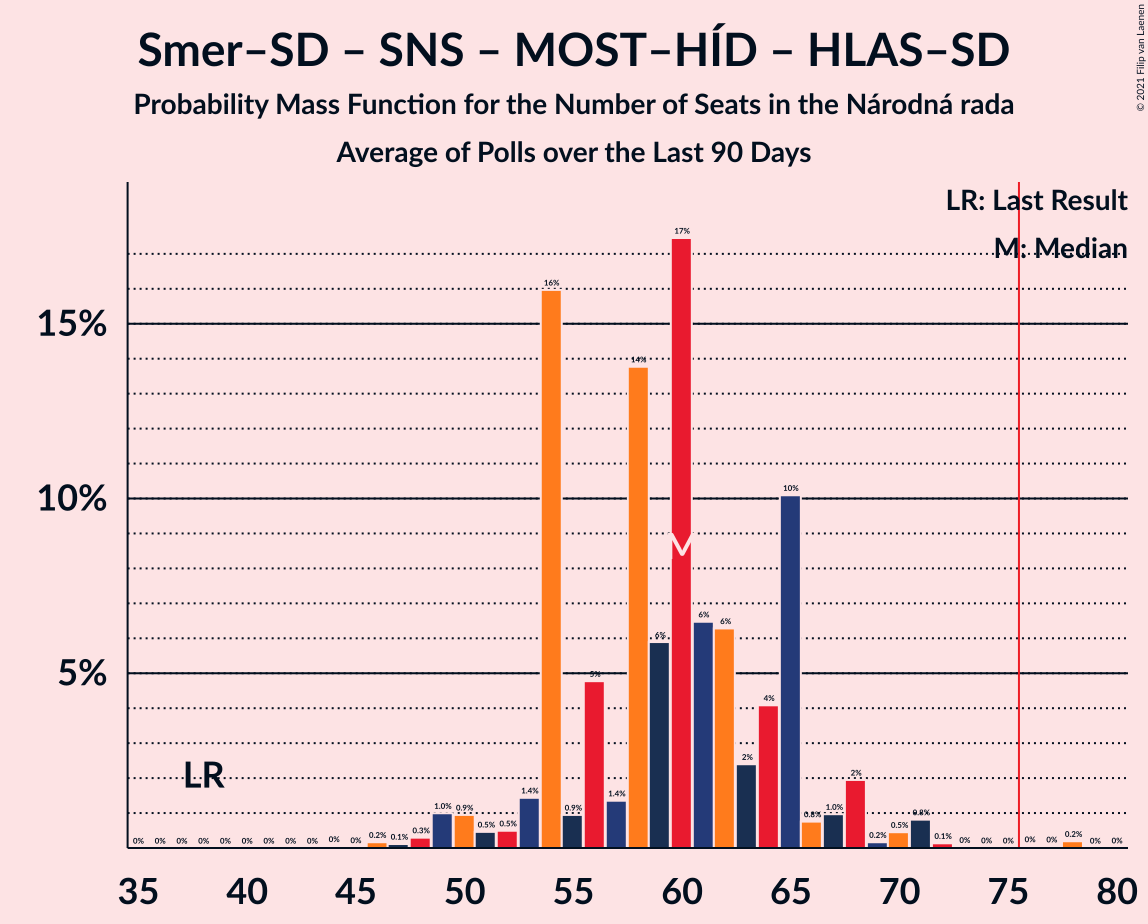 Smer–SD – SNS – MOST–HÍD – HLAS–SD
Probability Mass Function for the Number of Seats in the Národná rada
Average of Polls over the Last 90 Days
© 2021 Filip van Laenen
LR: Last Result
M: Median
15%
10%
5%
LR
M
0% 0% 0% 0% 0% 0% 0% 0% 0% 0% 0% 0.2% 0.1% 0.3% 1.0% 0.9% 0.5% 0.5% 1.4% 16% 0.9% 5% 1.4% 14% 6% 17% 6% 6% 2% 4% 10% 0.8% 1.0% 2% 0.2% 0.5% 0.8% 0.1% 0% 0% 0% 0% 0% 0.2% 0% 0%
35 40 45 50 55 60 65 70 75 80